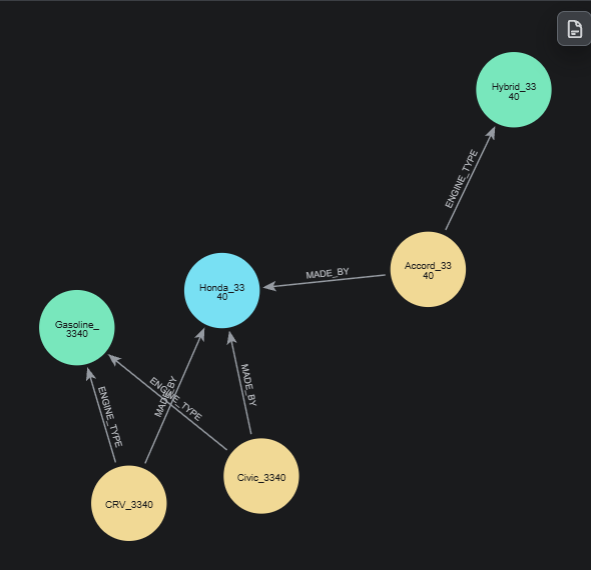 Hybrid_33
40
ENGINE_TYPE
Accord_33
40
MADE_BY
Honda_33
40
Gasoline_
3340
ENGINE_TYPE
MADE_BY
ENGINE_TYPE
MADE_BY
Civic_3340
CRV_3340